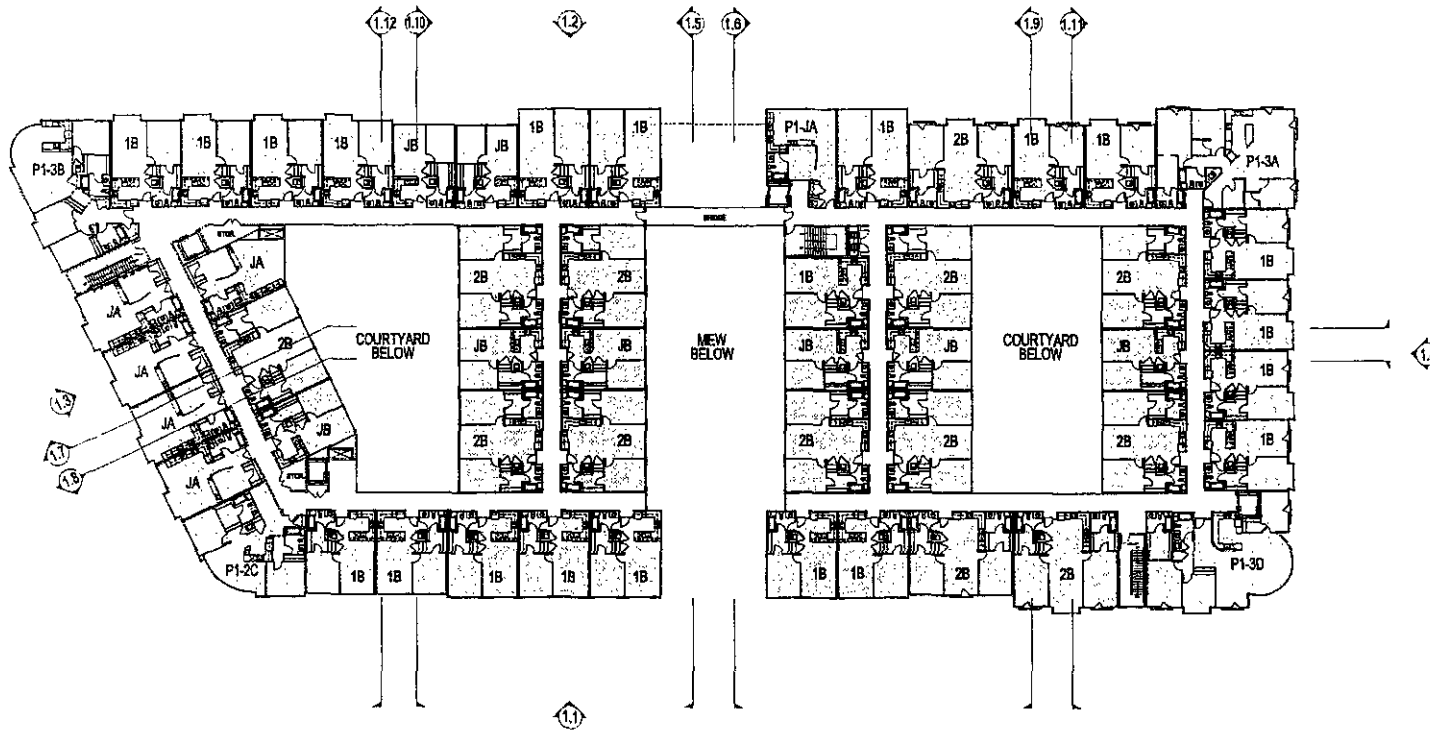 1.12 1.10 1.2 1.5 1.6 1.9 1.11
P1-3B 1B 1B 1B 1B JB JB 1B 1B P1-JA 1B 2B 1B 1B P1-3A
BRIDGE
STOR.
JA 2B 2B 1B 2B 2B 1B
JA
2B COURTYARD BELOW JB JB MEW BELOW JB JB COURTYARD BELOW JB 1B
JA 1B
1.3 JA JB 2B 2B 2B 2B 2B 1B
1.7
1.8 JA STOR.
P1-2C 1B 1B 1B 1B 1B 1B 1B 2B 2B P1-3D
1.1